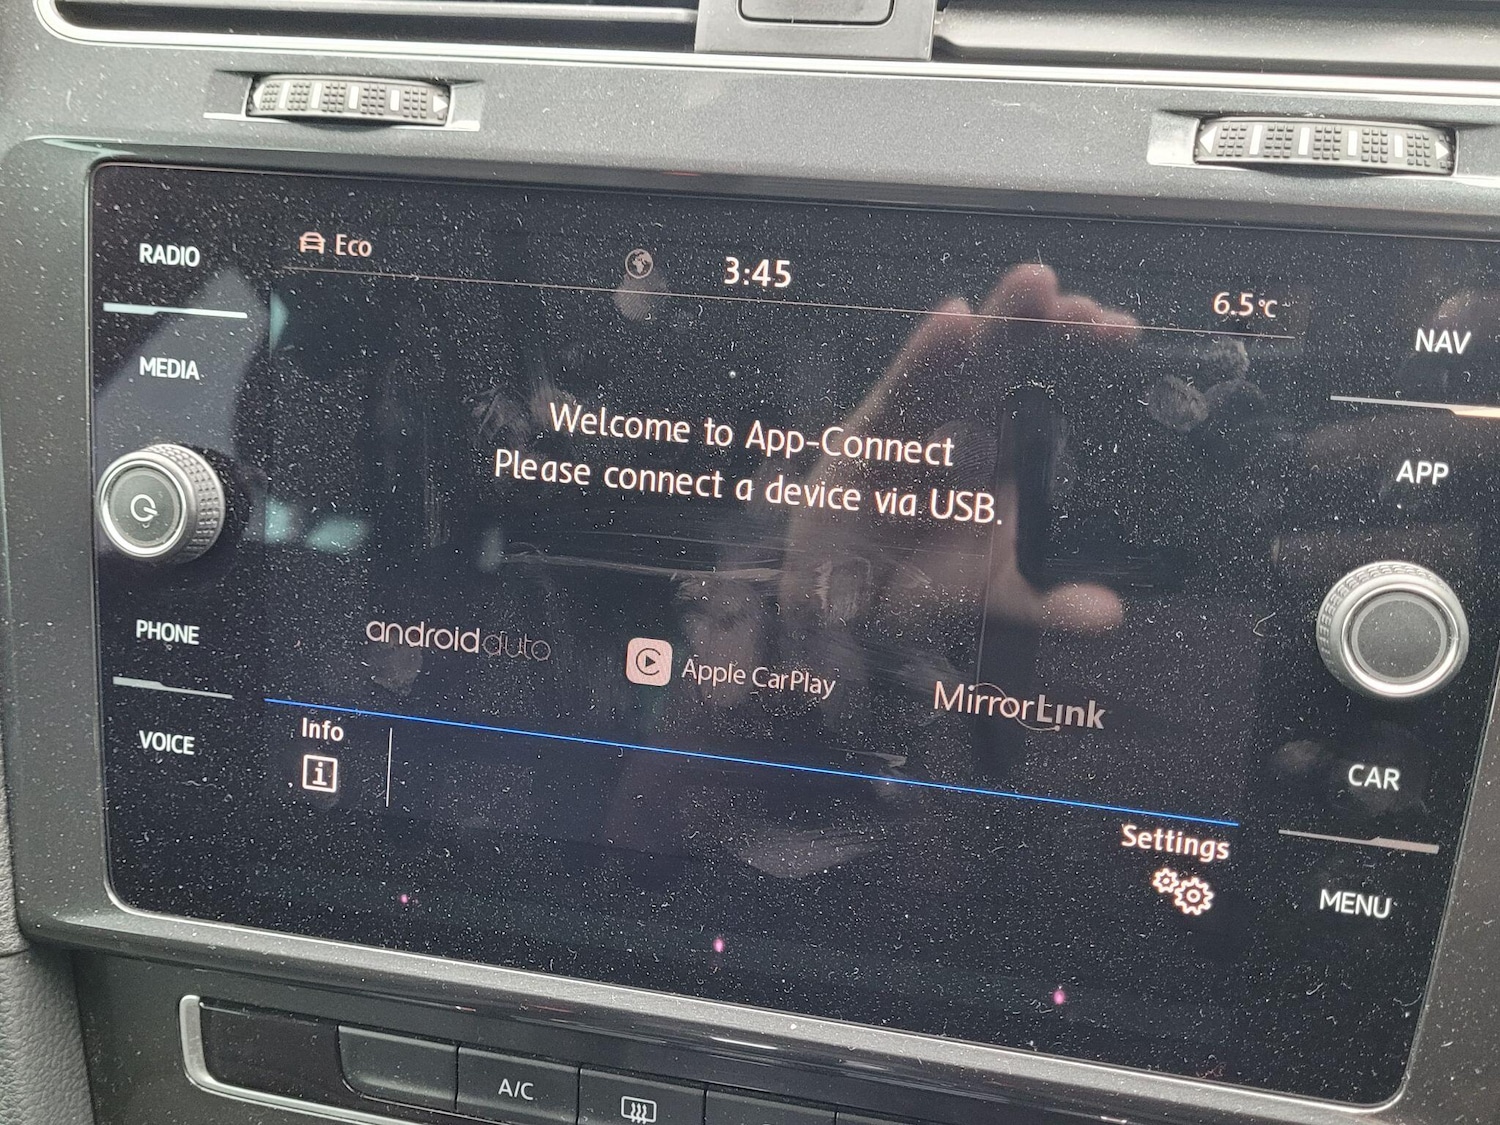 RADIO
Eco
3:45
6.5°C
NAV
MEDIA
Welcome to App-Connect
Please connect a device via USB.
APP
PHONE
androidauto
Apple CarPlay
MirrorLink
VOICE
Info
i
CAR
Settings
MENU
A/C